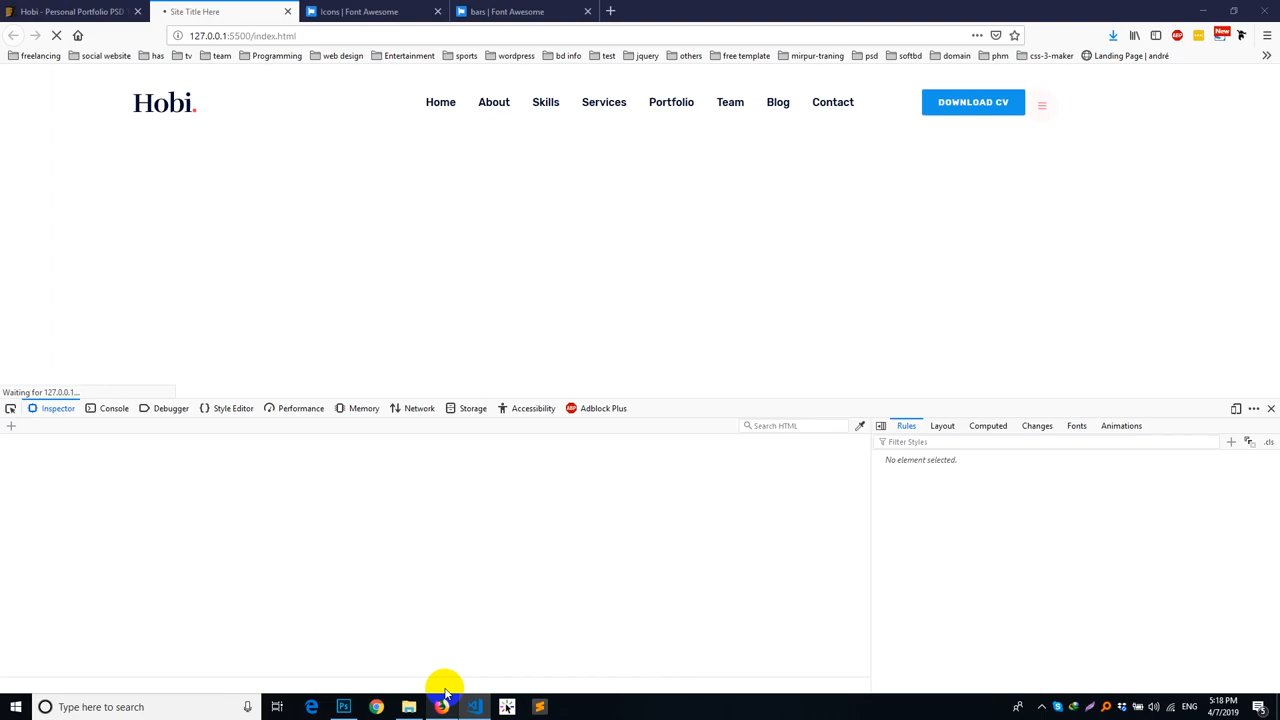 Hobi - Personal Portfolio PSD
Site Title Here
Icons | Font Awesome
bars | Font Awesome
127.0.0.1:5500/index.html
New
freelancing
social website
has
tv
team
Programming
web design
Entertainment
sports
wordpress
bd info
test
jquery
others
free template
mirpur-traning
psd
softbd
domain
phm
css-3-maker
Landing Page | andré
Hobi.
Home
About
Skills
Services
Portfolio
Team
Blog
Contact
DOWNLOAD CV
Waiting for 127.0.0.1...
Inspector
Console
Debugger
Style Editor
Performance
Memory
Network
Storage
Accessibility
Adblock Plus
Search HTML
Rules
Layout
Computed
Changes
Fonts
Animations
Filter Styles
.cls
No element selected.
Type here to search
5:18 PM
4/7/2019